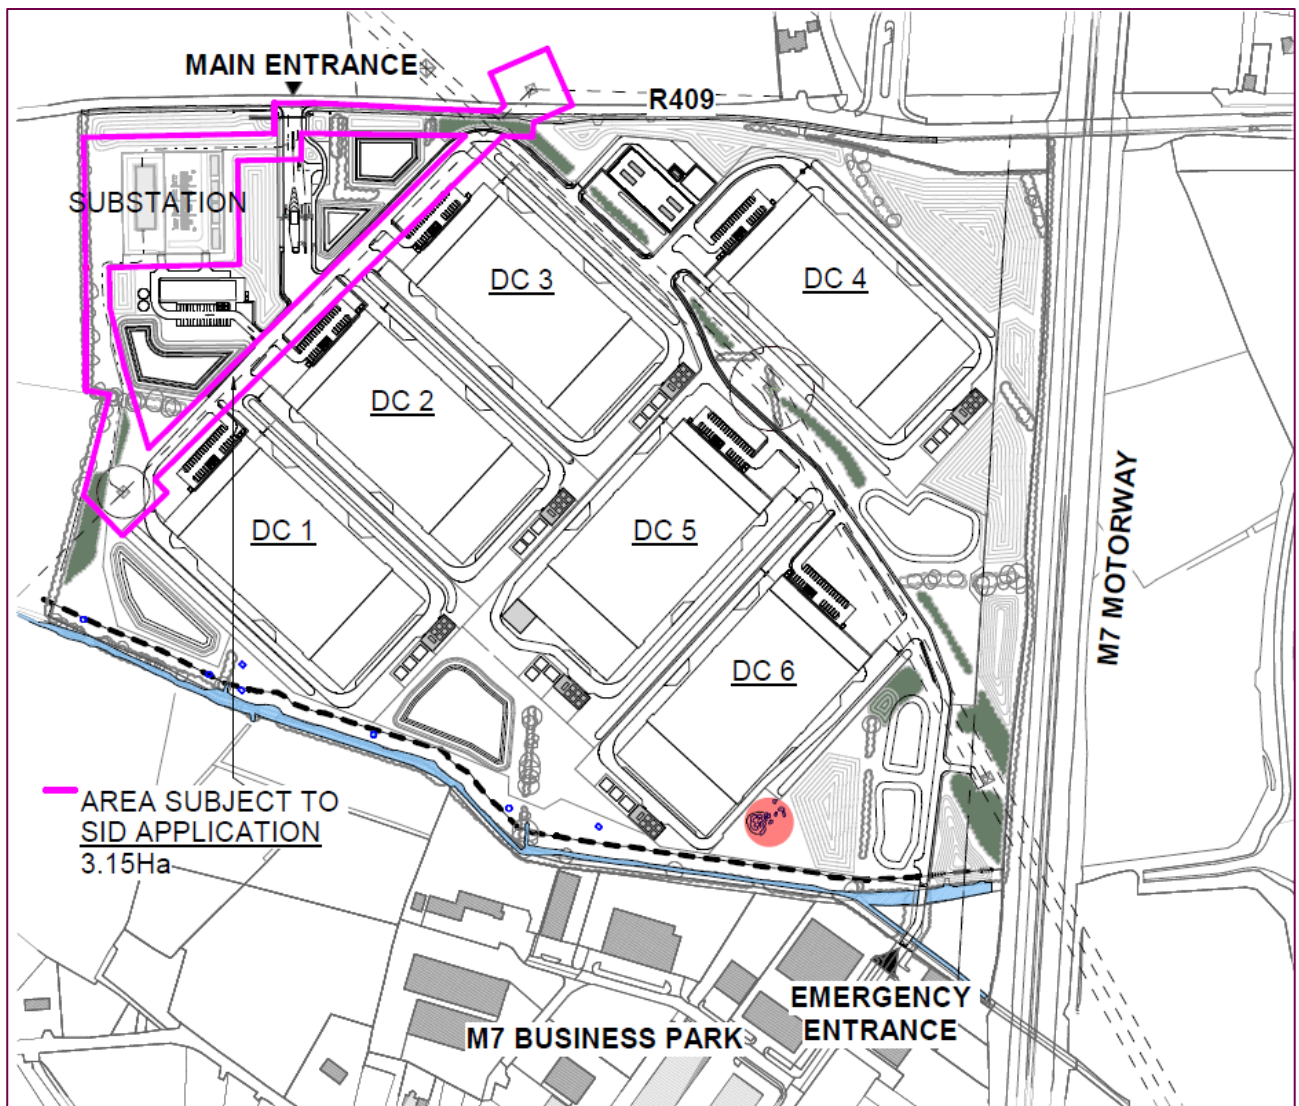 MAIN ENTRANCE
R409
SUBSTATION
DC 3
DC 4
DC 2
DC 1
DC 5
DC 6
M7 MOTORWAY
AREA SUBJECT TO
SID APPLICATION
3.15Ha
EMERGENCY
ENTRANCE
M7 BUSINESS PARK